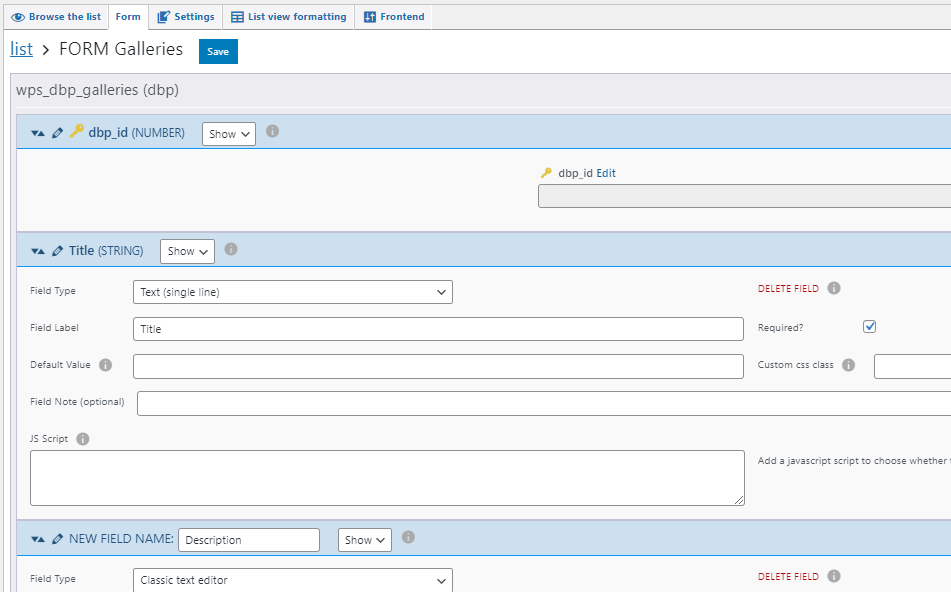 Browse the list Form Settings List view formatting Frontend
list > FORM Galleries Save
wps_dbp_galleries (dbp)
dbp_id (NUMBER) Show
dbp_id Edit
Title (STRING) Show
Field Type Text (single line) DELETE FIELD
Field Label Title Required?
Default Value Custom css class
Field Note (optional)
JS Script
Add a javascript script to choose whether
NEW FIELD NAME: Description Show
Field Type Classic text editor DELETE FIELD